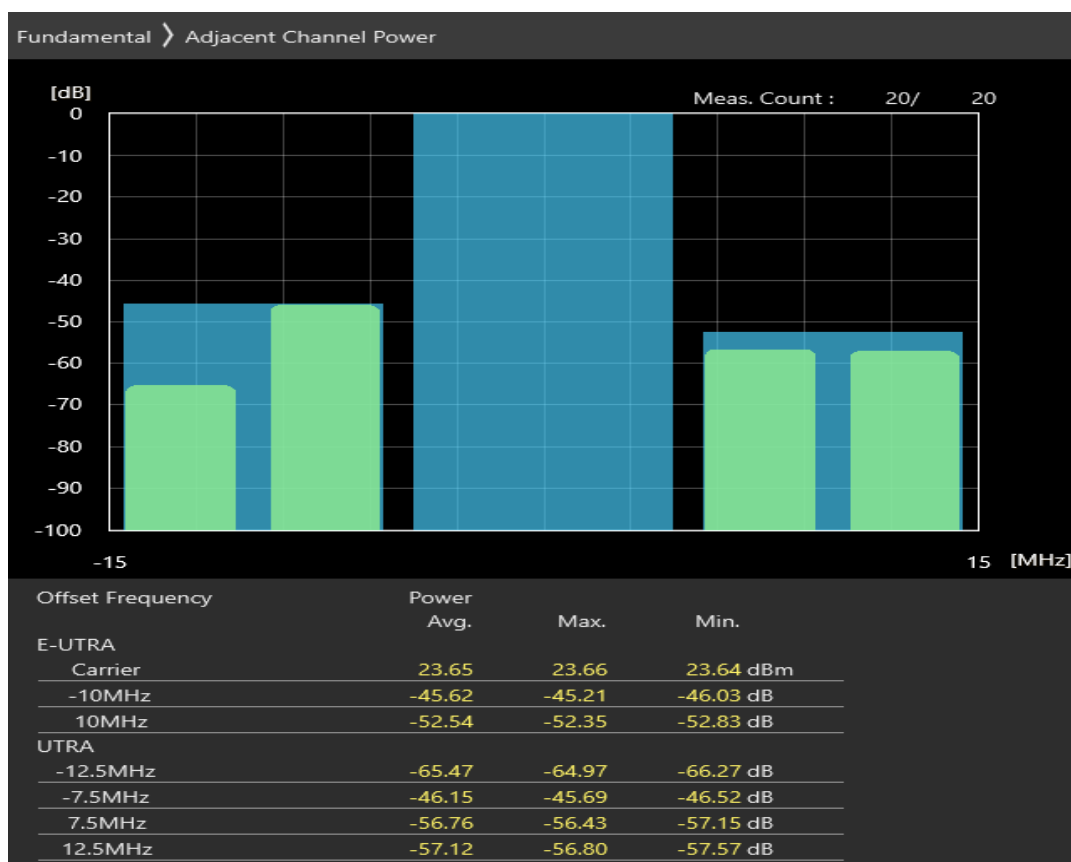 Fundamental 〉 Adjacent Channel Power
[dB]
Meas. Count : 20/ 20
0
-10
-20
-30
-40
-50
-60
-70
-80
-90
-100
-15 15 [MHz]
Offset Frequency Power
Avg. Max. Min.
E-UTRA
Carrier 23.65 23.66 23.64 dBm
-10MHz -45.62 -45.21 -46.03 dB
10MHz -52.54 -52.35 -52.83 dB
UTRA
-12.5MHz -65.47 -64.97 -66.27 dB
-7.5MHz -46.15 -45.69 -46.52 dB
7.5MHz -56.76 -56.43 -57.15 dB
12.5MHz -57.12 -56.80 -57.57 dB